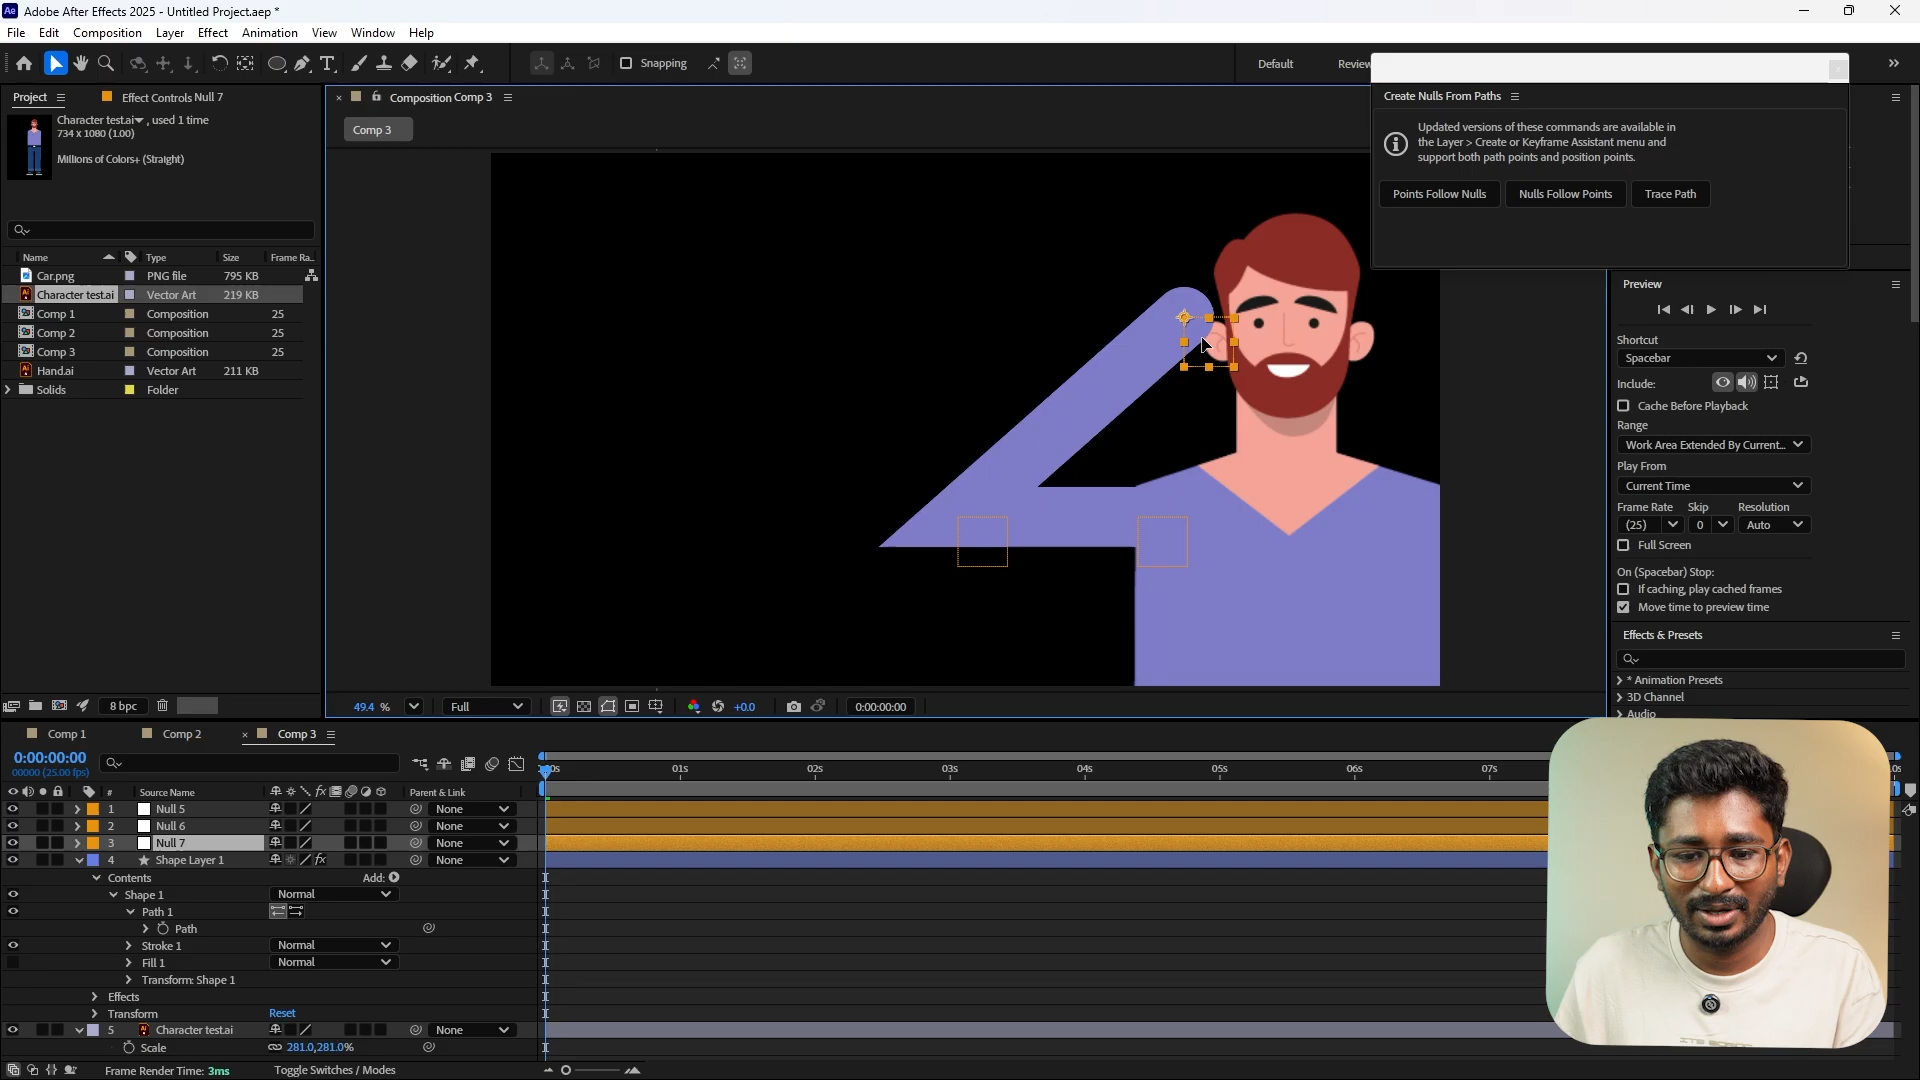 Ae Adobe After Effects 2025 - Untitled Project.aep *
File Edit Composition Layer Effect Animation View Window Help
Snapping Default Review
Project Effect Controls Null 7
Composition Comp 3
Comp 3
Character test.ai , used 1 time
734 x 1080 (1.00)
Millions of Colors+ (Straight)
Create Nulls From Paths
Updated versions of these commands are available in
the Layer > Create or Keyframe Assistant menu and
support both path points and position points.
Points Follow Nulls Nulls Follow Points Trace Path
Name Type Size Frame Ra..
Car.png PNG file 795 KB
Character test.ai Vector Art 219 KB
Comp 1 Composition 25
Comp 2 Composition 25
Comp 3 Composition 25
Hand.ai Vector Art 211 KB
Solids Folder
8 bpc
49.4 % Full +0.0 0:00:00:00
Preview
Shortcut
Spacebar
Include:
Cache Before Playback
Range
Work Area Extended By Current...
Play From
Current Time
Frame Rate Skip Resolution
(25) 0 Auto
Full Screen
On (Spacebar) Stop:
If caching, play cached frames
Move time to preview time
Effects & Presets
* Animation Presets
3D Channel
Audio
Comp 1 Comp 2 Comp 3
0:00:00:00
00000 (25.00 fps)
01s 02s 03s 04s 05s 06s 07s
# Source Name fx Parent & Link
1 Null 5 None
2 Null 6 None
3 Null 7 None
4 Shape Layer 1 fx None
Contents Add:
Shape 1 Normal
Path 1
Path
Stroke 1 Normal
Fill 1 Normal
Transform: Shape 1
Effects
Transform Reset
5 Character test.ai None
Scale 281.0,281.0%
Frame Render Time: 3ms Toggle Switches / Modes